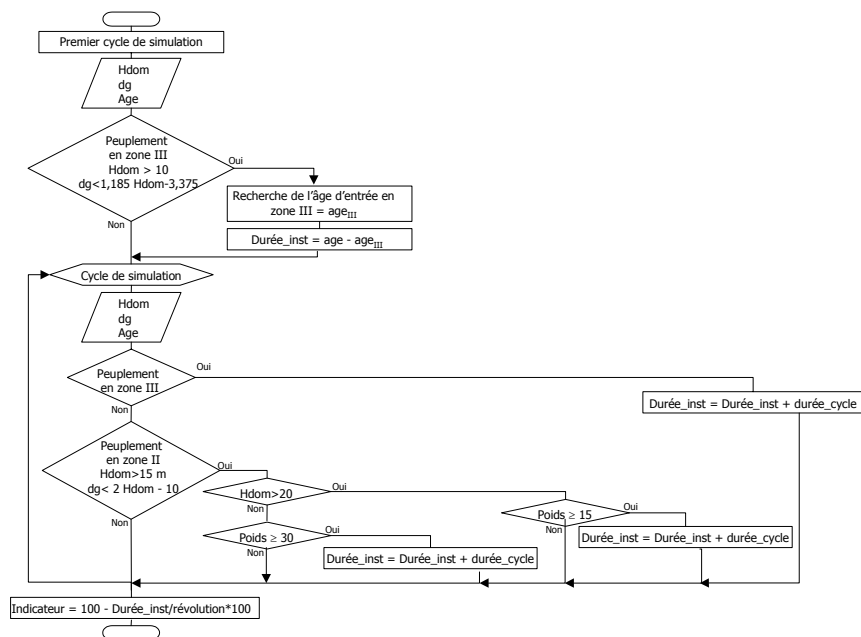 Premier cycle de simulation
Hdom
dg
Age
Peuplement
en zone III
Hdom > 10
dg<1,185 Hdom-3,375
Oui
Non
Recherche de l'âge d'entrée en
zone III = ageIII
Durée_inst = age - ageIII
Cycle de simulation
Hdom
dg
Age
Peuplement
en zone III
Oui
Non
Durée_inst = Durée_inst + durée_cycle
Peuplement
en zone II
Hdom>15 m
dg< 2 Hdom - 10
Oui
Non
Hdom>20
Oui
Non
Poids ≥ 15
Oui
Non
Durée_inst = Durée_inst + durée_cycle
Poids ≥ 30
Oui
Non
Durée_inst = Durée_inst + durée_cycle
Indicateur = 100 - Durée_inst/révolution*100